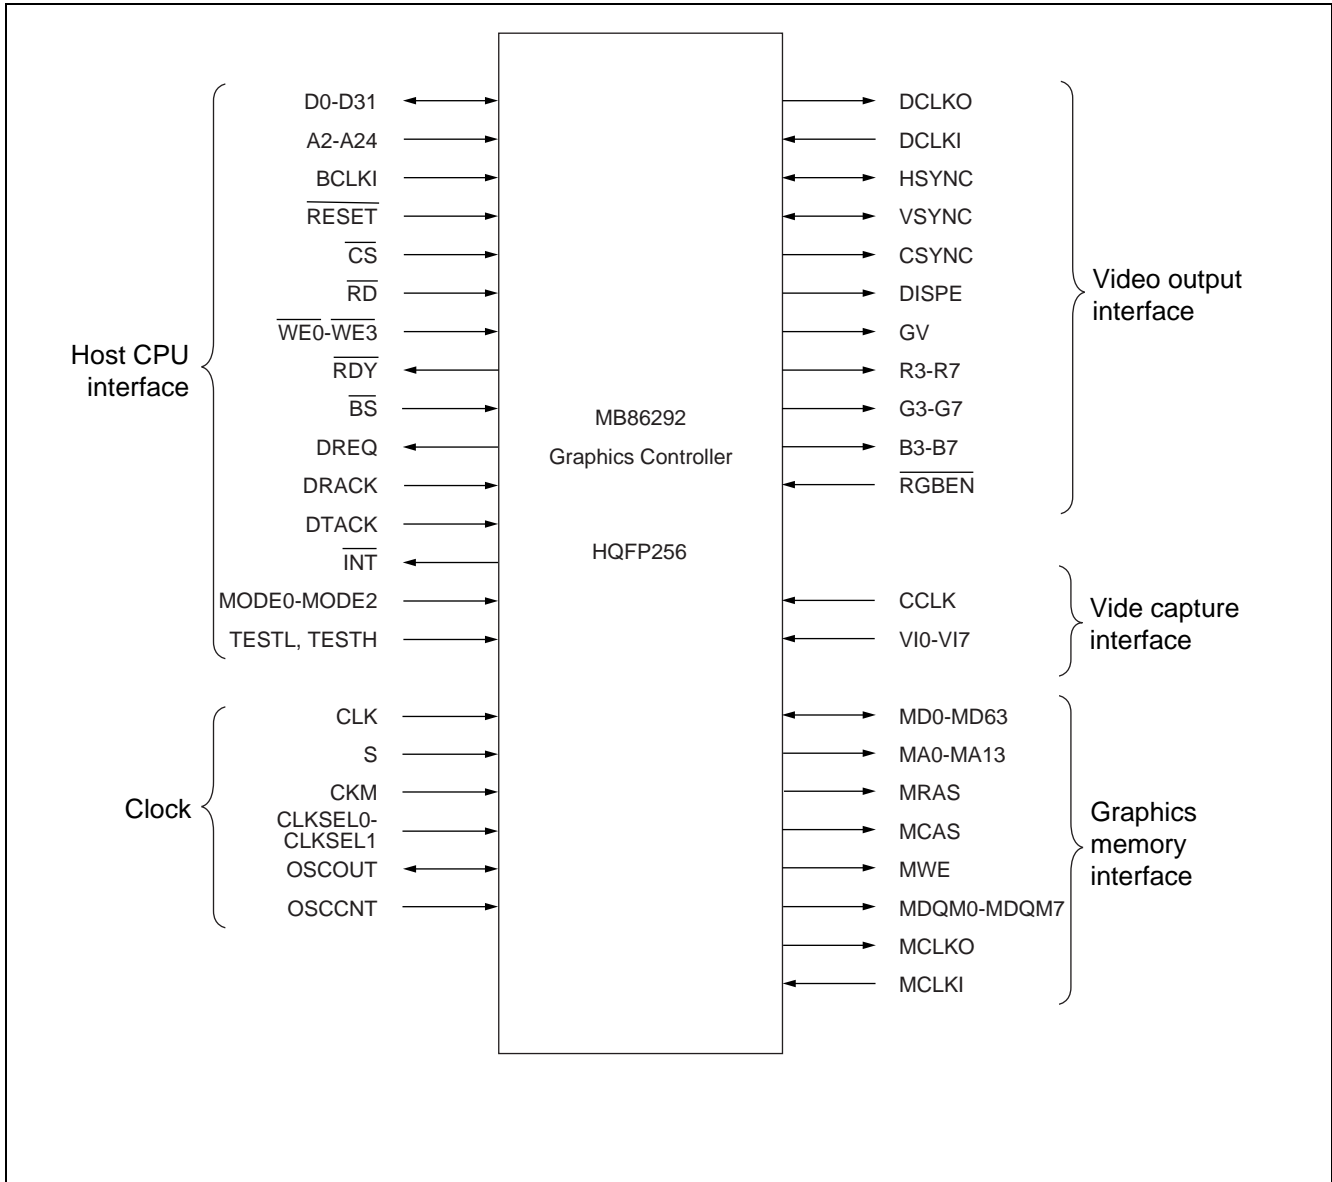 D0-D31
A2-A24
BCLKI
RESET
CS
RD
WE0-WE3
RDY
BS
DREQ
DRACK
DTACK
INT
MODE0-MODE2
TESTL, TESTH
Host CPU
interface
CLK
S
CKM
CLKSEL0-
CLKSEL1
OSCOUT
OSCCNT
Clock
MB86292
Graphics Controller
HQFP256
DCLKO
DCLKI
HSYNC
VSYNC
CSYNC
DISPE
GV
R3-R7
G3-G7
B3-B7
RGBEN
Video output
interface
CCLK
VI0-VI7
Vide capture
interface
MD0-MD63
MA0-MA13
MRAS
MCAS
MWE
MDQM0-MDQM7
MCLKO
MCLKI
Graphics
memory
interface